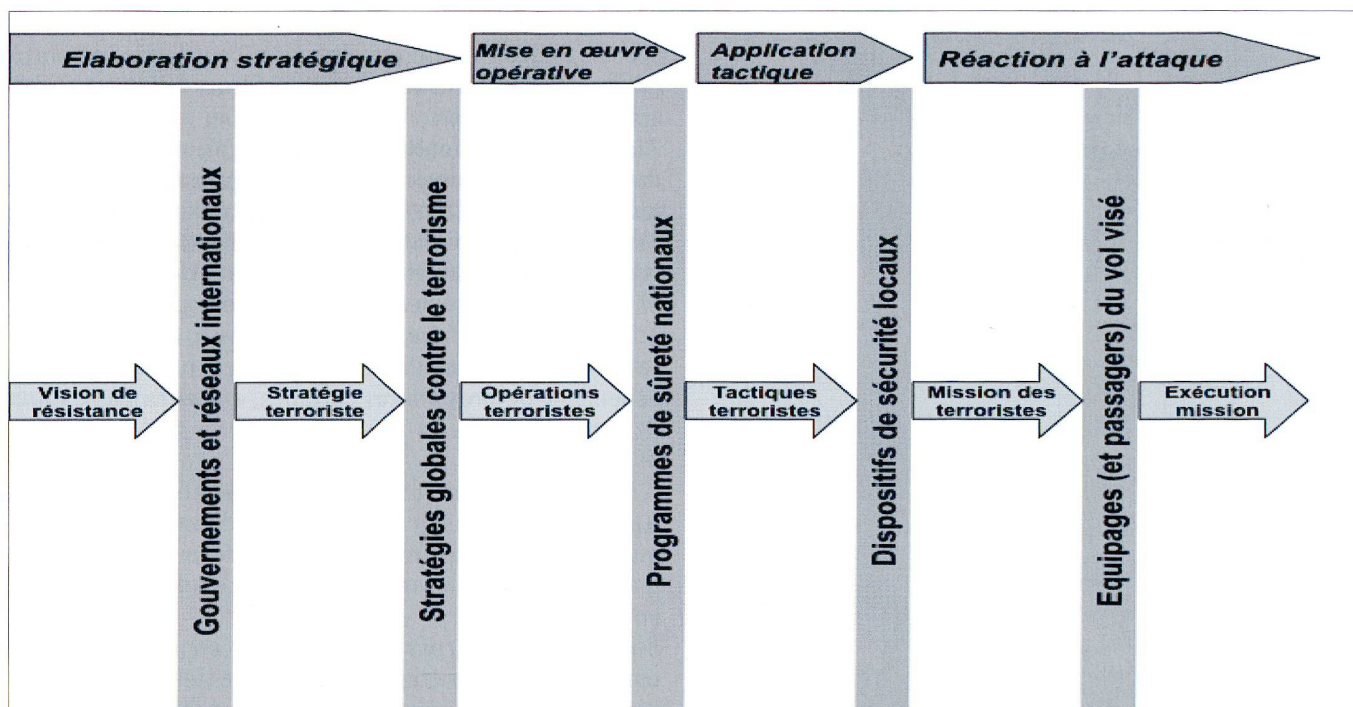 Elaboration stratégique
Mise en œuvre
opérative
Application
tactique
Réaction à l'attaque
Vision de
résistance
Gouvernements et réseaux internationaux
Stratégie
terroriste
Stratégies globales contre le terrorisme
Opérations
terroristes
Programmes de sûreté nationaux
Tactiques
terroristes
Dispositifs de sécurité locaux
Mission des
terroristes
Equipages (et passagers) du vol visé
Exécution
mission